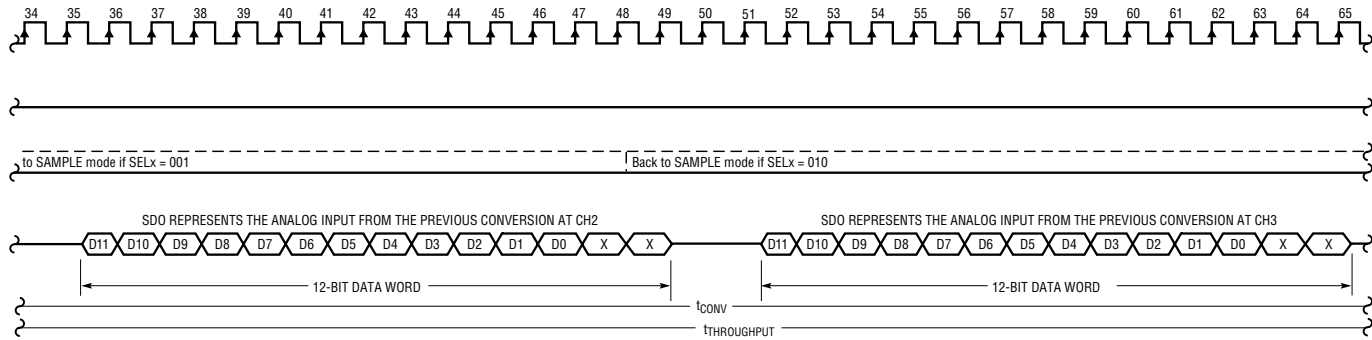 34 35 36 37 38 39 40 41 42 43 44 45 46 47 48 49 50 51 52 53 54 55 56 57 58 59 60 61 62 63 64 65
to SAMPLE mode if SELx = 001
Back to SAMPLE mode if SELx = 010
SDO REPRESENTS THE ANALOG INPUT FROM THE PREVIOUS CONVERSION AT CH2
SDO REPRESENTS THE ANALOG INPUT FROM THE PREVIOUS CONVERSION AT CH3
D11 D10 D9 D8 D7 D6 D5 D4 D3 D2 D1 D0 X X
D11 D10 D9 D8 D7 D6 D5 D4 D3 D2 D1 D0 X X
12-BIT DATA WORD
12-BIT DATA WORD
tCONV
tTHROUGHPUT